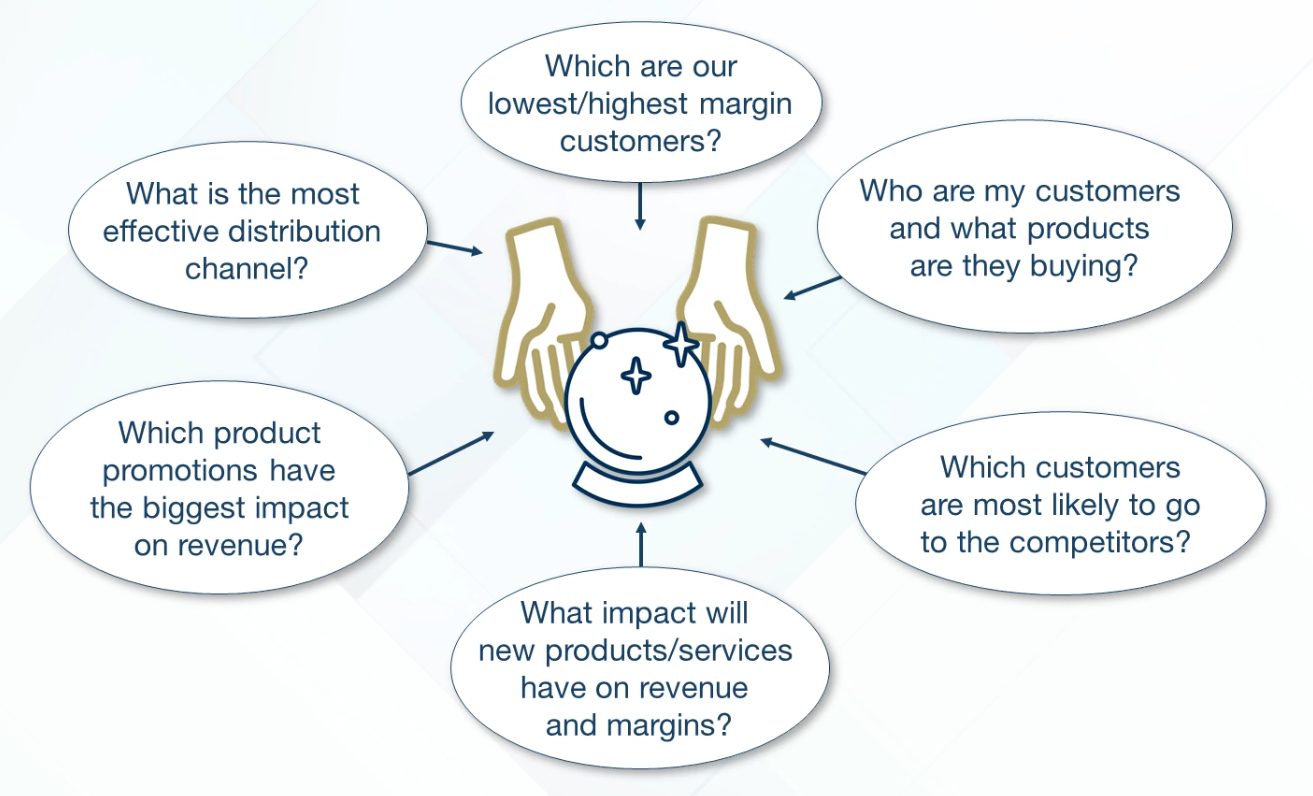 Which are our
lowest/highest margin
customers?
What is the most
effective distribution
channel?
Who are my customers
and what products
are they buying?
Which product
promotions have
the biggest impact
on revenue?
Which customers
are most likely to go
to the competitors?
What impact will
new products/services
have on revenue
and margins?